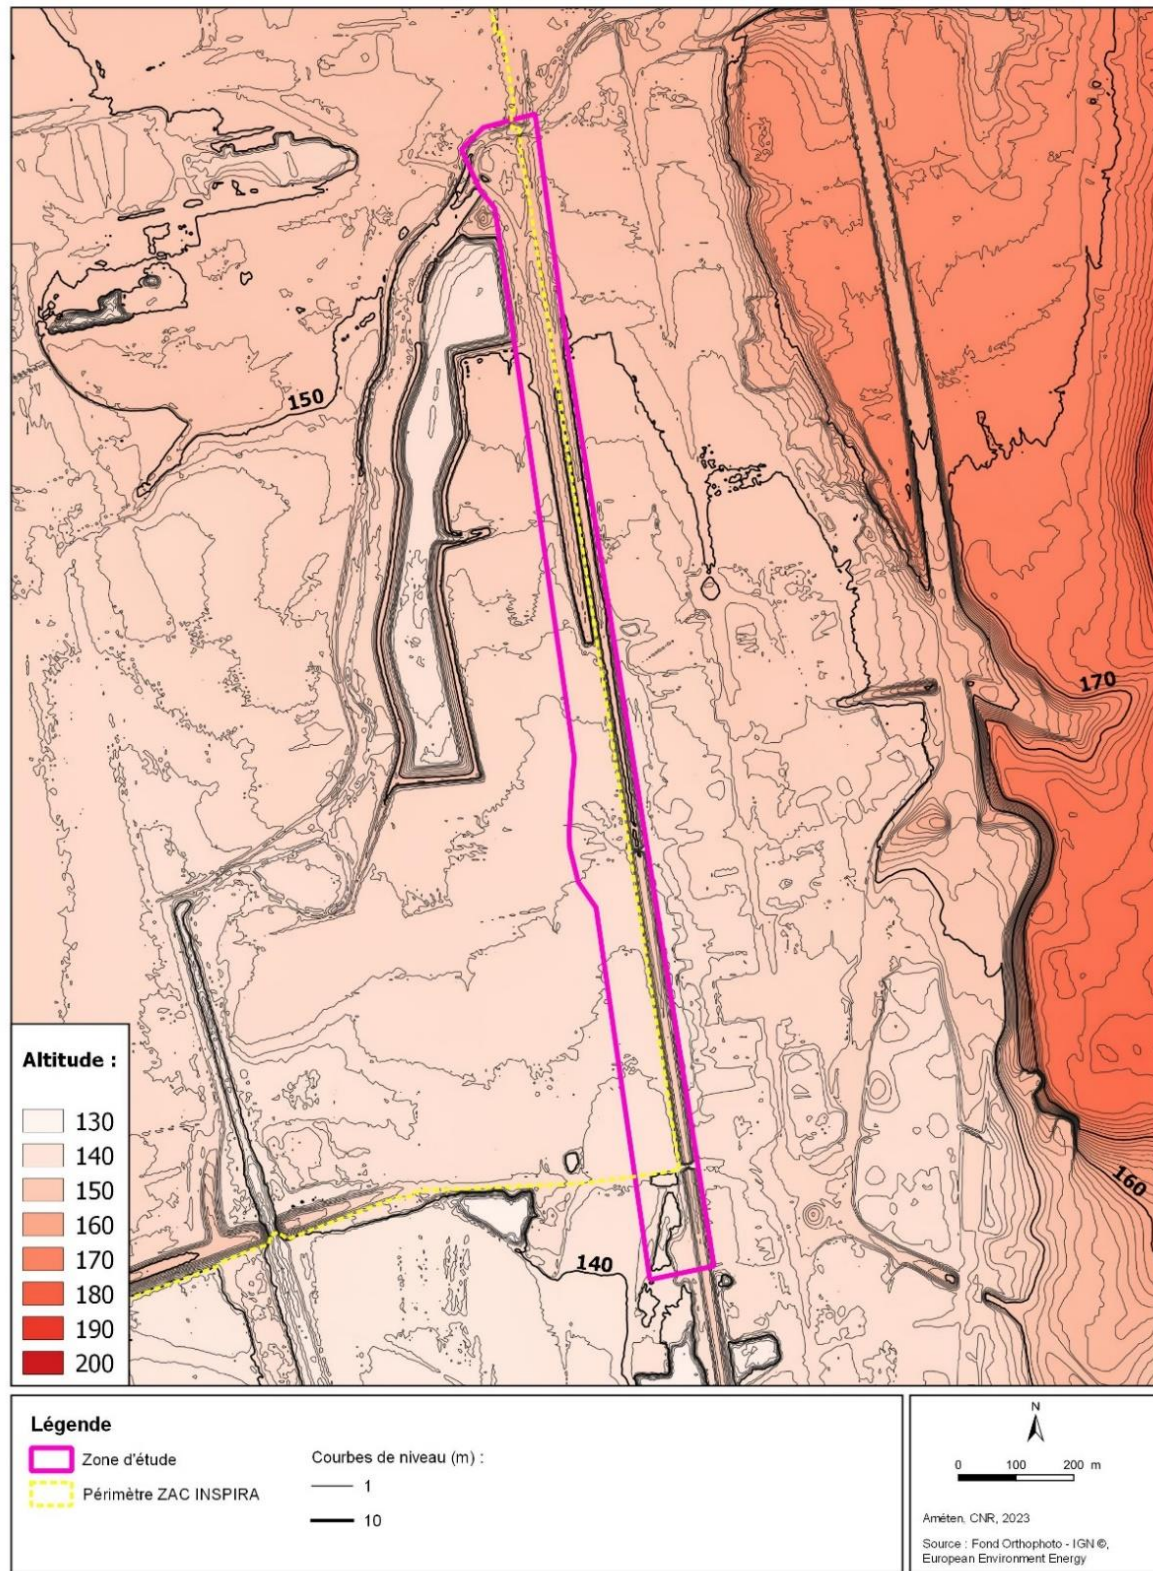 150
170
160
140
Altitude :
130
140
150
160
170
180
190
200
Légende
Zone d'étude
Périmètre ZAC INSPIRA
Courbes de niveau (m) :
1
10
N
0 100 200 m
Améten, CNR, 2023
Source : Fond Orthophoto - IGN ©,
European Environment Energy